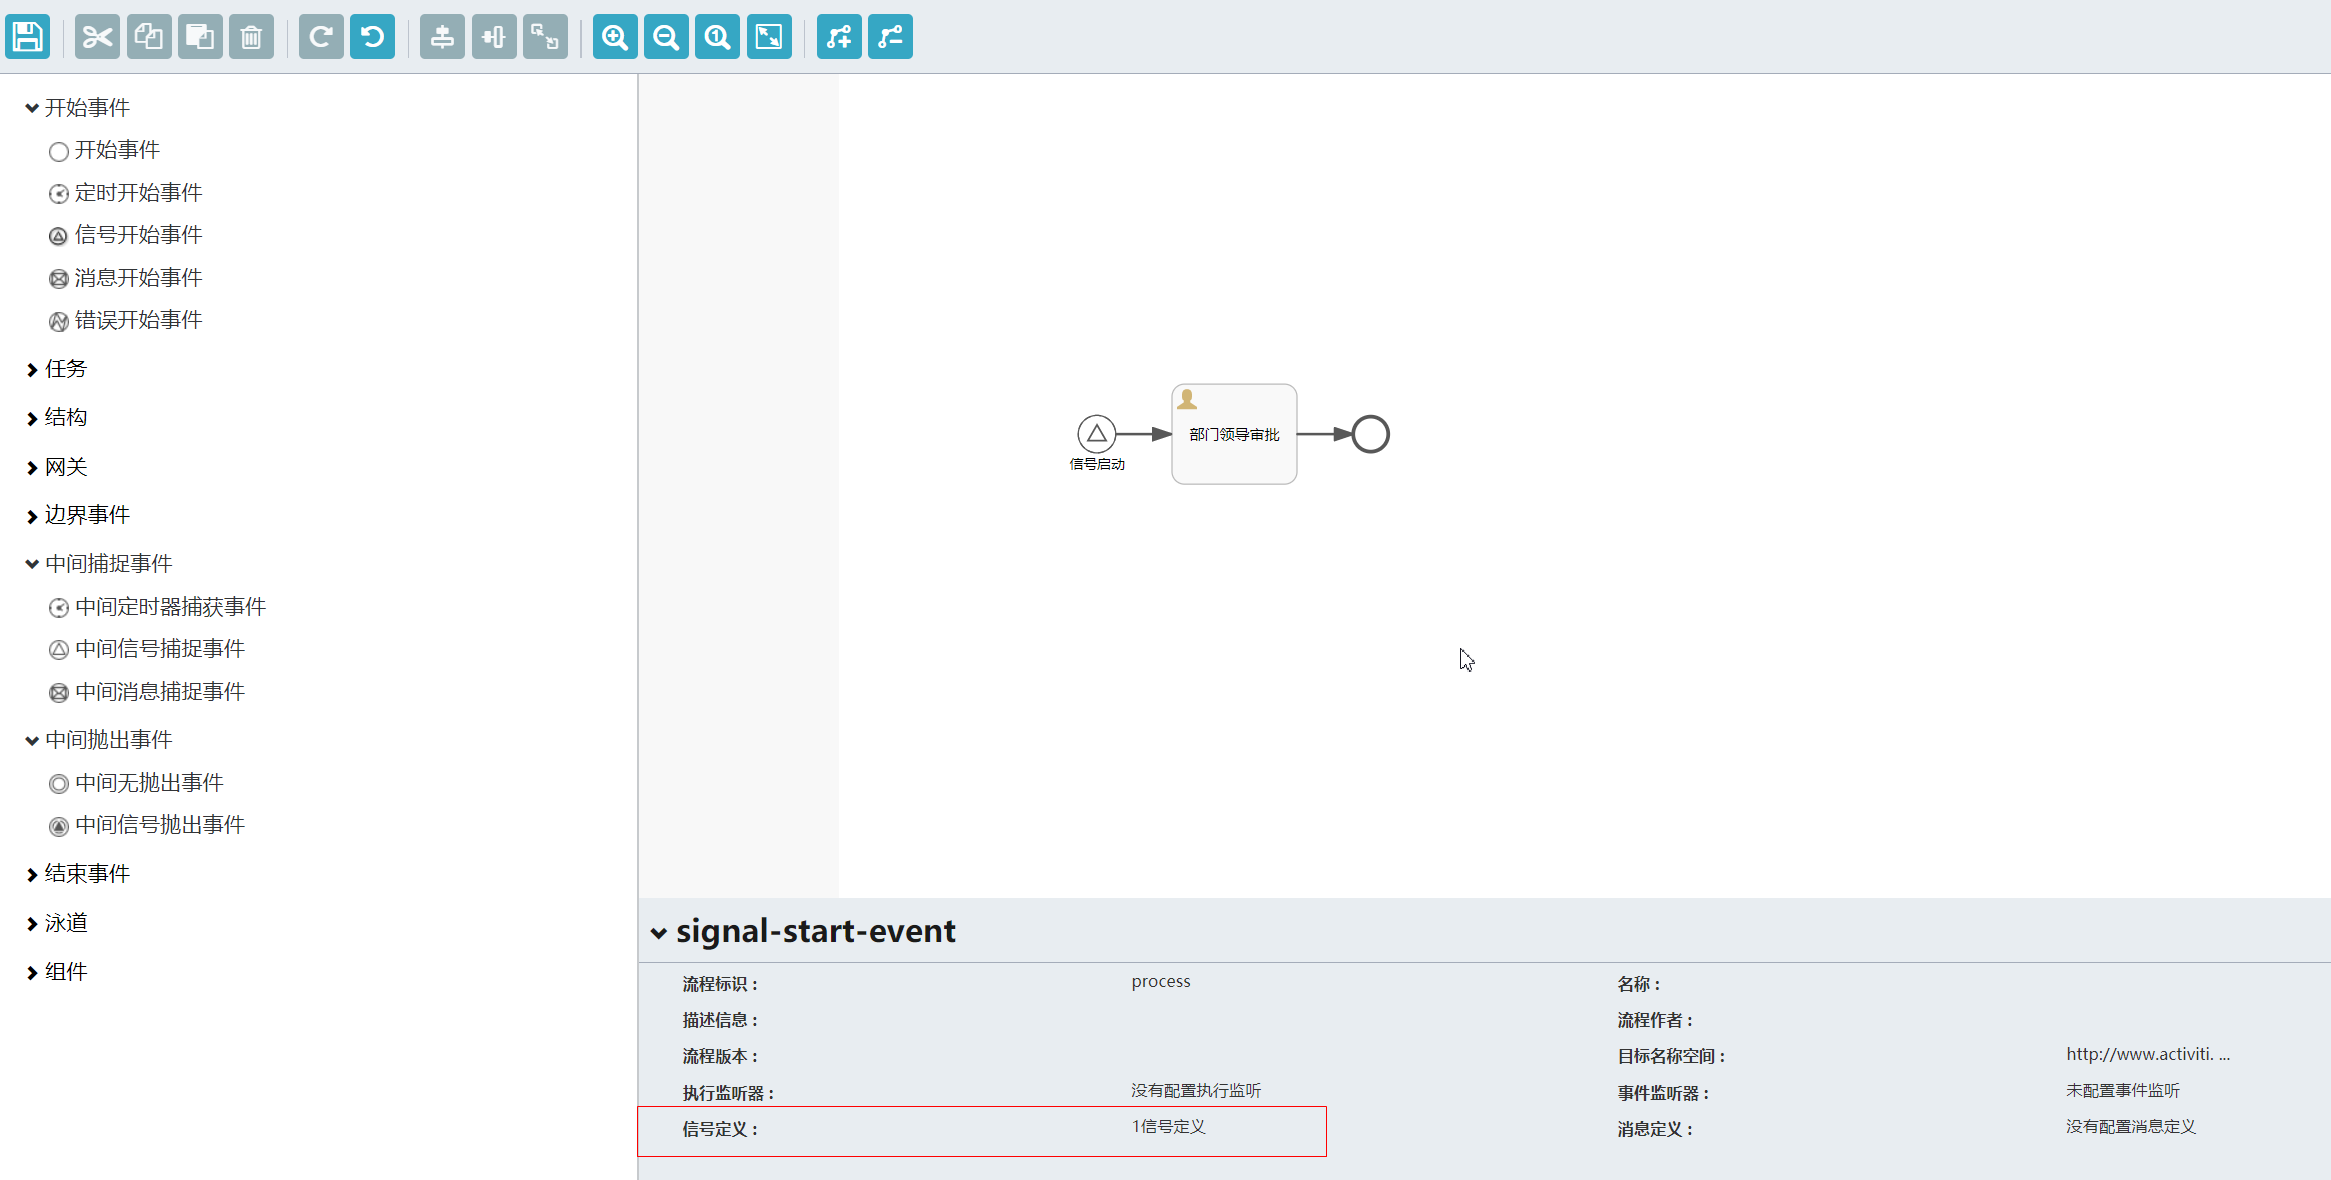 开始事件
开始事件
定时开始事件
信号开始事件
消息开始事件
错误开始事件
任务
结构
网关
边界事件
中间捕捉事件
中间定时器捕获事件
中间信号捕捉事件
中间消息捕捉事件
中间抛出事件
中间无抛出事件
中间信号抛出事件
结束事件
泳道
组件
部门领导审批
信号启动
signal-start-event
流程标识： process 名称：
描述信息： 流程作者：
流程版本： 目标名称空间： http://www.activiti. ...
执行监听器： 没有配置执行监听 事件监听器： 未配置事件监听
信号定义： 1信号定义 消息定义： 没有配置消息定义